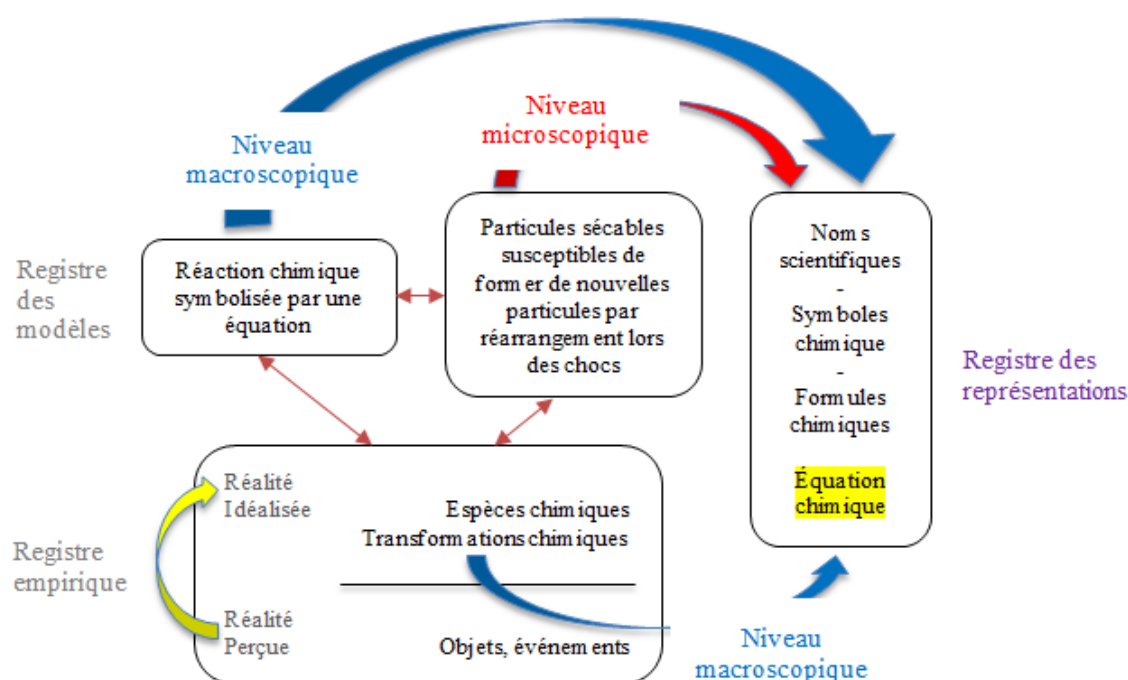 Niveau
microscopique
Niveau
macroscopique
Registre
des
modèles
Réaction chimique
symbolisée par une
équation
Particules sécables
susceptibles de
former de nouvelles
particules par
réarrangement lors
des chocs
Noms
scientifiques
-
Symboles
chimique
-
Formules
chimiques
Équation
chimique
Registre des
représentations
Registre
empirique
Réalité
Idéalisée
Espèces chimiques
Transformations chimiques
Réalité
Perçue
Objets, événements
Niveau
macroscopique